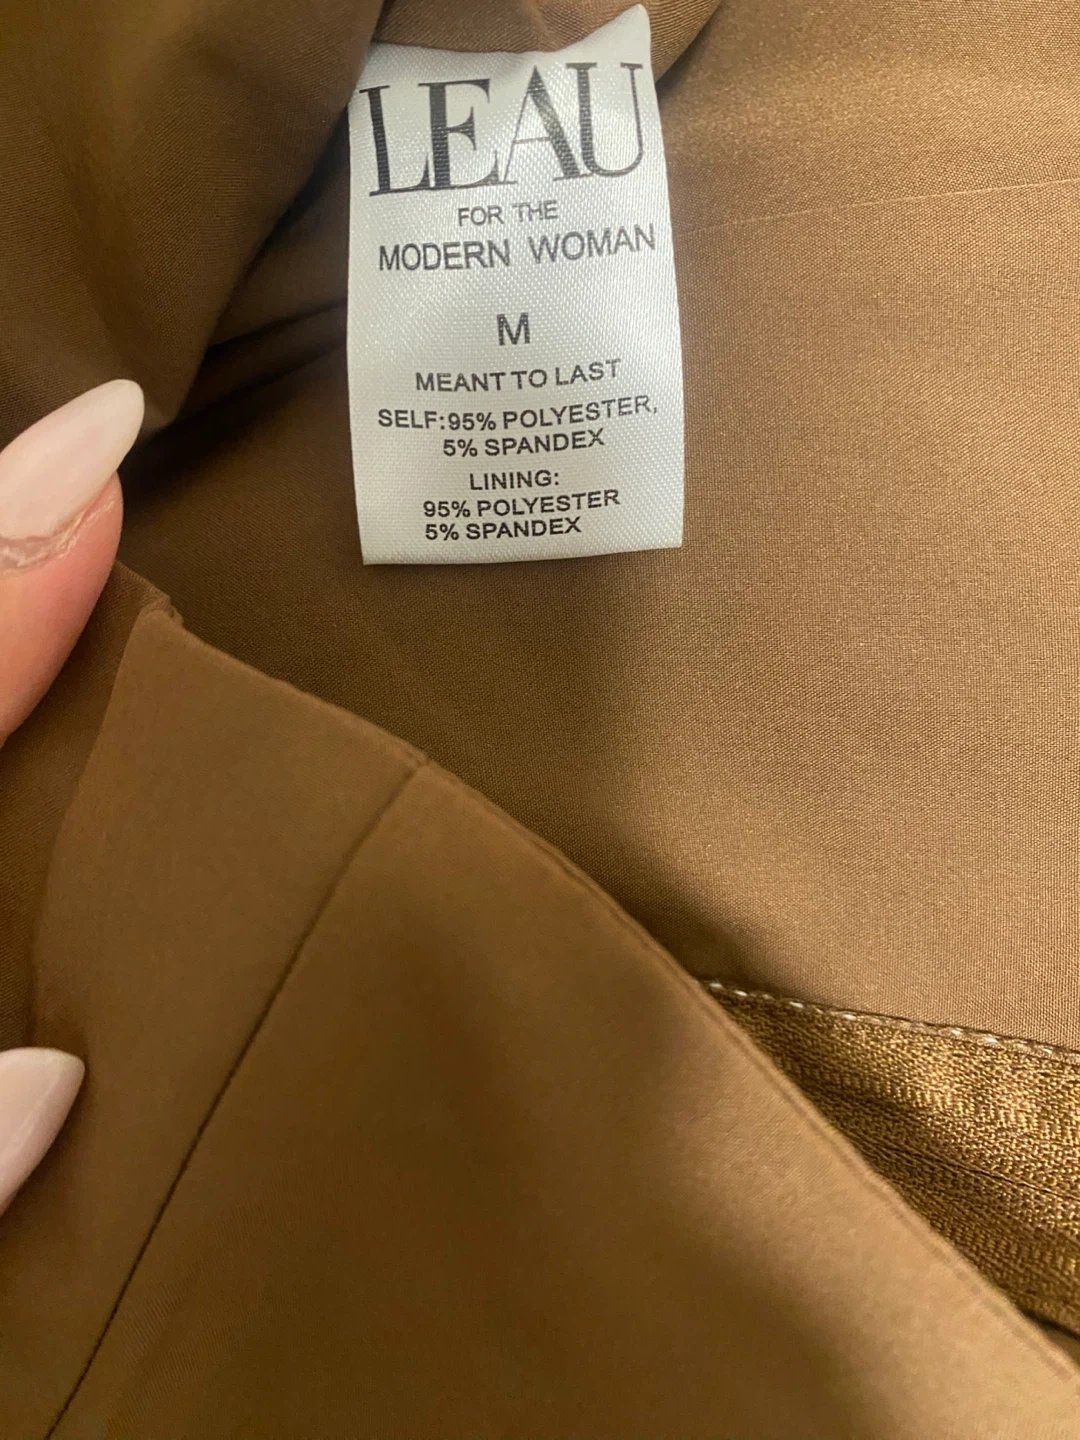 LEAU
FOR THE
MODERN WOMAN
M
MEANT TO LAST
SELF:95% POLYESTER,
5% SPANDEX
LINING:
95% POLYESTER
5% SPANDEX